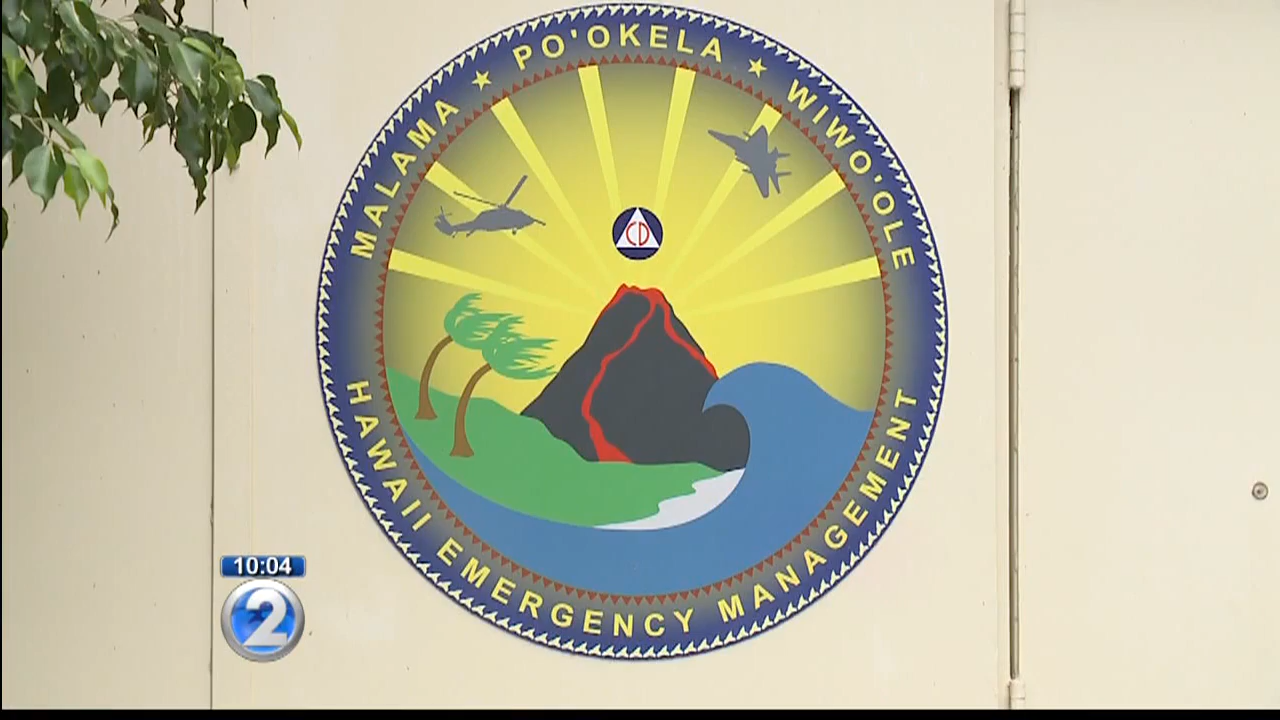 MALAMA ★ PO'OKELA ★ WIWO'OLE
CD
HAWAII EMERGENCY MANAGEMENT
10:04
2